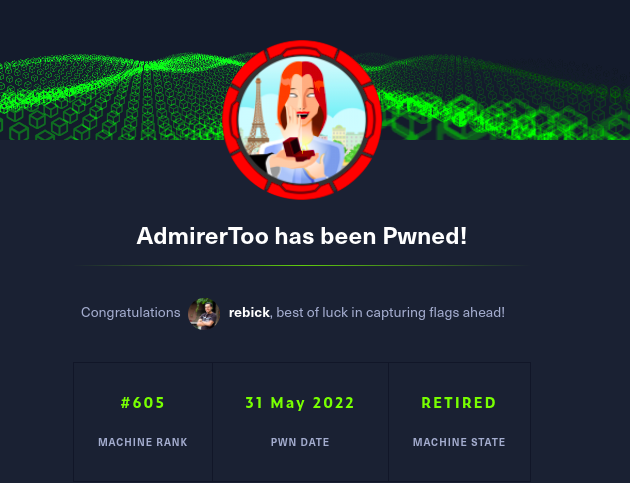 AdmirerToo has been Pwned!
Congratulations rebick, best of luck in capturing flags ahead!
#605 31 May 2022 RETIRED
MACHINE RANK PWN DATE MACHINE STATE